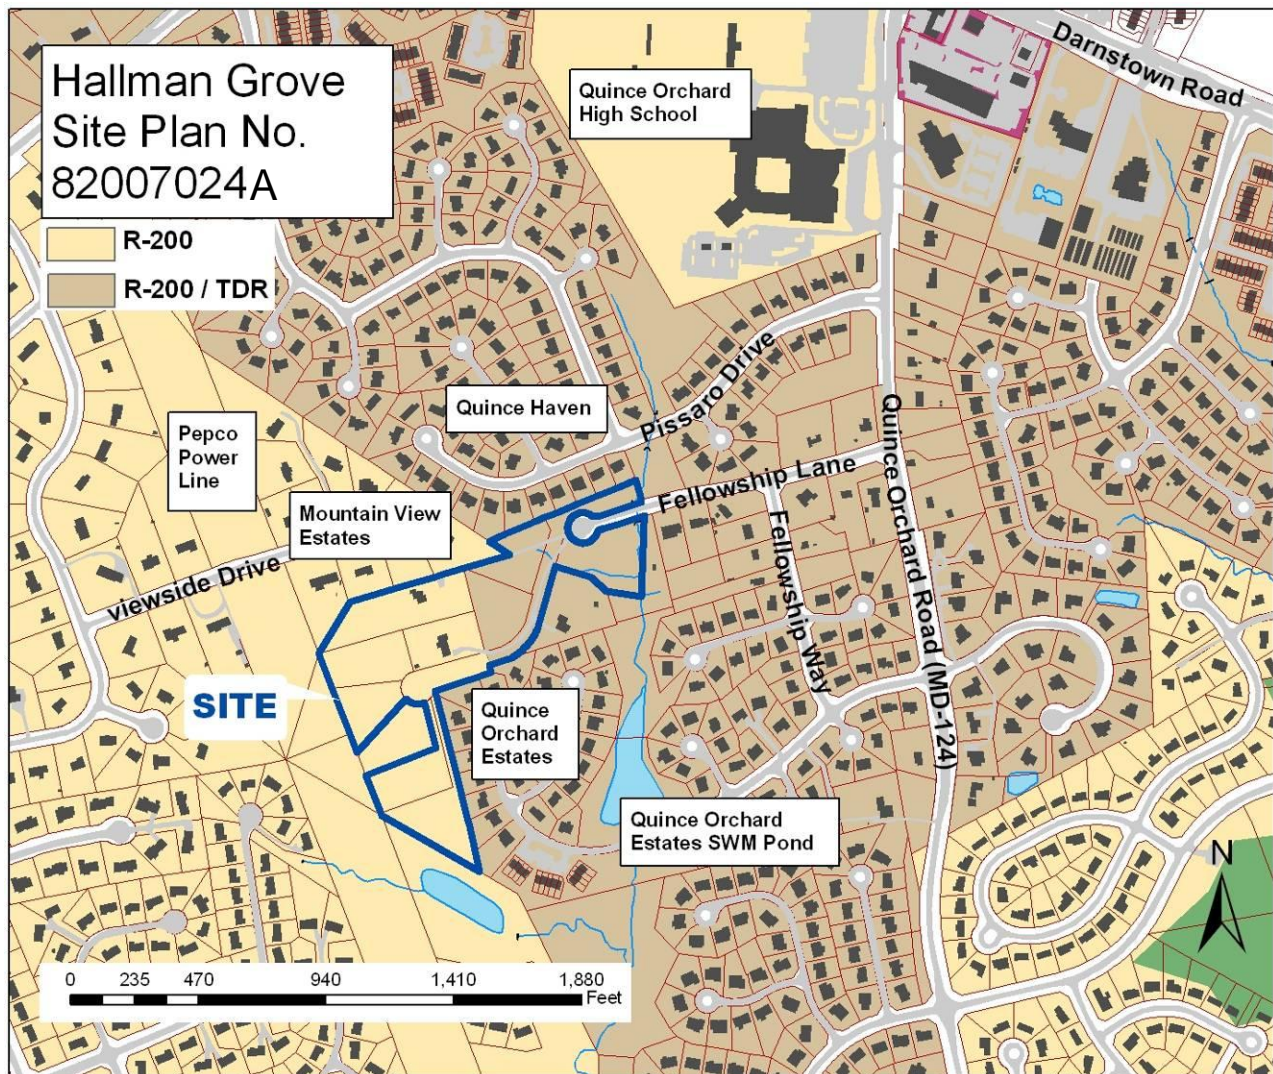 Hallman Grove
Site Plan No.
82007024A
R-200
R-200 / TDR
Quince Orchard
High School
Darnstown Road
Pissaro Drive
Quince Haven
Pepco
Power
Line
Mountain View
Estates
viewside Drive
Fellowship Lane
Fellowship Way
Quince Orchard Road (MD-124)
SITE
Quince
Orchard
Estates
Quince Orchard
Estates SWM Pond
N
0 235 470 940 1,410 1,880
Feet